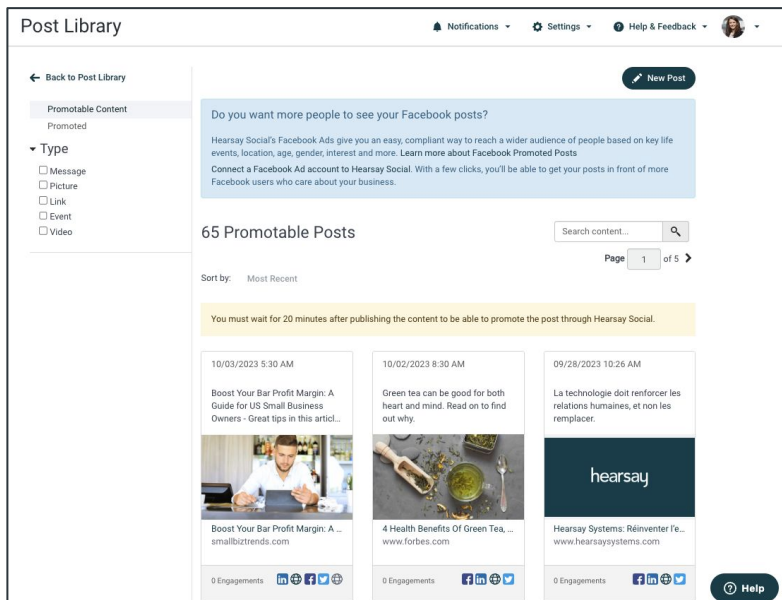 Post Library
Notifications
Settings
Help & Feedback
Back to Post Library
New Post
Promotable Content
Promoted
Type
Message
Picture
Link
Event
Video
Do you want more people to see your Facebook posts?
Hearsay Social's Facebook Ads give you an easy, compliant way to reach a wider audience of people based on key life
events, location, age, gender, interest and more. Learn more about Facebook Promoted Posts
Connect a Facebook Ad account to Hearsay Social. With a few clicks, you'll be able to get your posts in front of more
Facebook users who care about your business.
65 Promotable Posts
Search content...
Page 1 of 5
Sort by: Most Recent
You must wait for 20 minutes after publishing the content to be able to promote the post through Hearsay Social.
10/03/2023 5:30 AM
Boost Your Bar Profit Margin: A
Guide for US Small Business
Owners - Great tips in this articl...
Boost Your Bar Profit Margin: A ...
smallbiztrends.com
0 Engagements
10/02/2023 8:30 AM
Green tea can be good for both
heart and mind. Read on to find
out why.
4 Health Benefits Of Green Tea, ...
www.forbes.com
0 Engagements
09/28/2023 10:26 AM
La technologie doit renforcer les
relations humaines, et non les
remplacer.
hearsay
Hearsay Systems: Réinventer l'e...
www.hearsaysystems.com
0 Engagements
Help